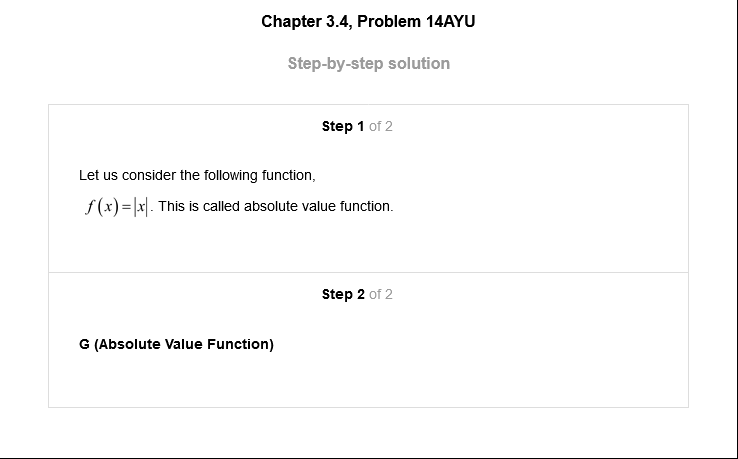 Chapter 3.4, Problem 14AYU
Step-by-step solution
Step 1 of 2
Let us consider the following function,
f(x)=|x|. This is called absolute value function.
Step 2 of 2
G (Absolute Value Function)